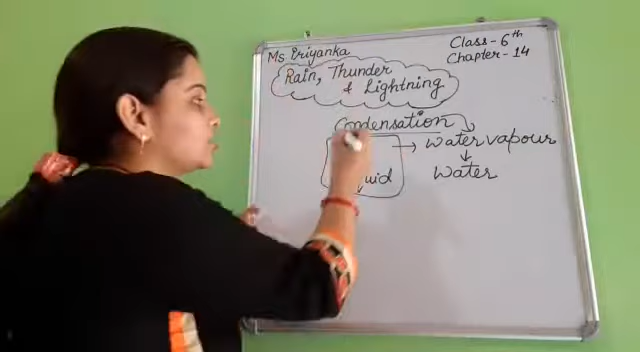 Ms Priyanka
Class-6th
Chapter-14
Rain, Thunder
& Lightning
Condensation
Water vapour
Water